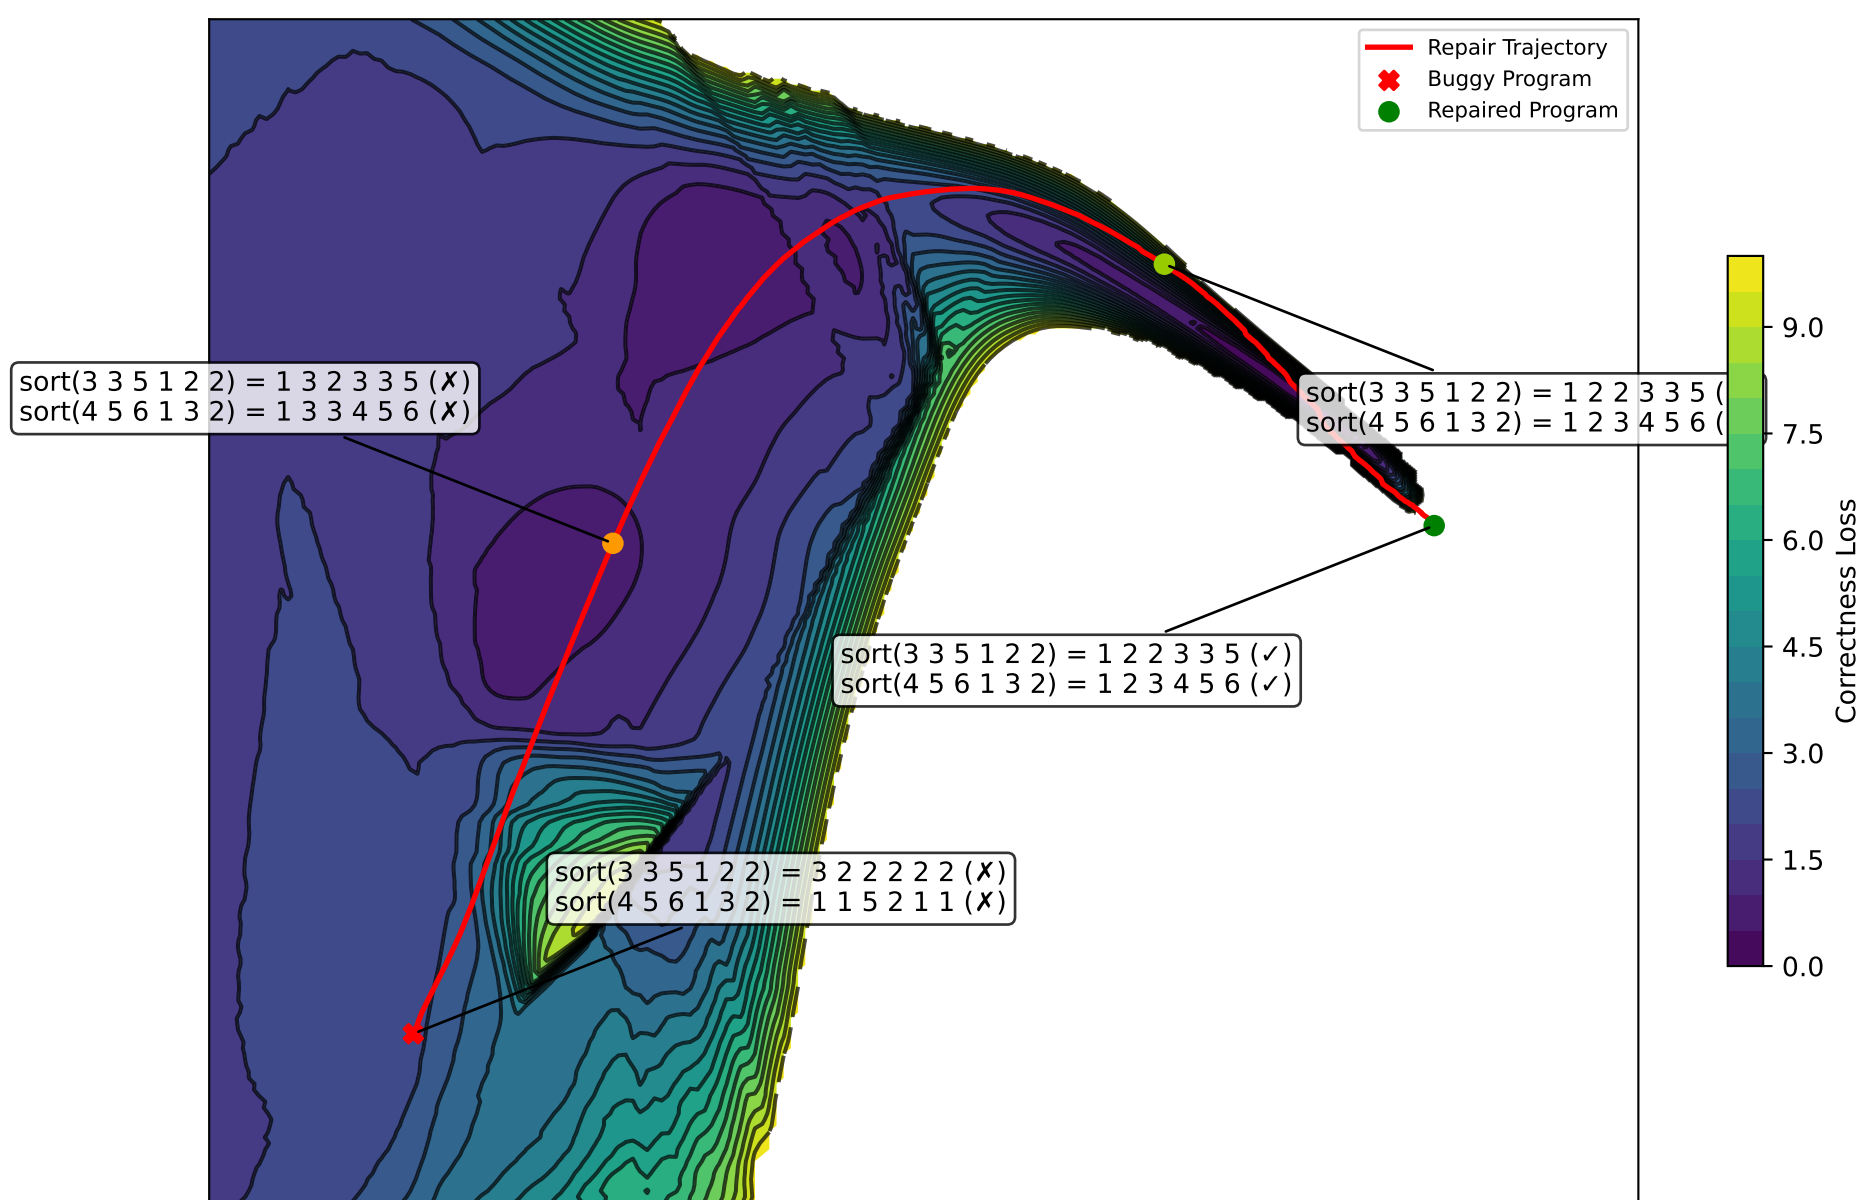 Repair Trajectory
Buggy Program
Repaired Program
sort(3 3 5 1 2 2) = 1 3 2 3 3 5 (✗)
sort(4 5 6 1 3 2) = 1 3 3 4 5 6 (✗)
sort(3 3 5 1 2 2) = 1 2 2 3 3 5 (
sort(4 5 6 1 3 2) = 1 2 3 4 5 6 (
sort(3 3 5 1 2 2) = 1 2 2 3 3 5 (✓)
sort(4 5 6 1 3 2) = 1 2 3 4 5 6 (✓)
sort(3 3 5 1 2 2) = 3 2 2 2 2 2 (✗)
sort(4 5 6 1 3 2) = 1 1 5 2 1 1 (✗)
9.0
7.5
6.0
4.5
3.0
1.5
0.0
Correctness Loss